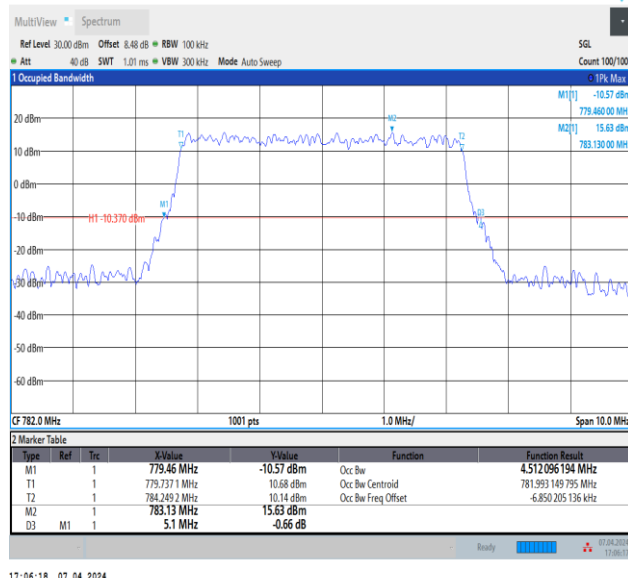 MultiView Spectrum
Ref Level 30.00 dBm Offset 8.48 dB RBW 100 kHz SGL
Att 40 dB SWT 1.01 ms VBW 300 kHz Mode Auto Sweep Count 100/100
1 Occupied Bandwidth 1Pk Max
M1[1] -10.57 dBm
779.460 00 MHz
M2[1] 15.63 dBm
783.130 00 MHz
20 dBm
M2
T1
T2
10 dBm
0 dBm
M1
D3
-10 dBm
H1 -10.370 dBm
-20 dBm
-30 dBm
-40 dBm
-50 dBm
-60 dBm
CF 782.0 MHz 1001 pts 1.0 MHz/ Span 10.0 MHz
2 Marker Table
Type Ref Trc X-Value Y-Value Function Function Result
M1 1 779.46 MHz -10.57 dBm Occ Bw 4.512 096 194 MHz
T1 1 779.737 1 MHz 10.68 dBm Occ Bw Centroid 781.993 149 795 MHz
T2 1 784.249 2 MHz 10.14 dBm Occ Bw Freq Offset -6.850 205 136 kHz
M2 1 783.13 MHz 15.63 dBm
D3 M1 1 5.1 MHz -0.66 dB
Ready 07.04.2024
17:06:17
17:06:18 07.04.2024